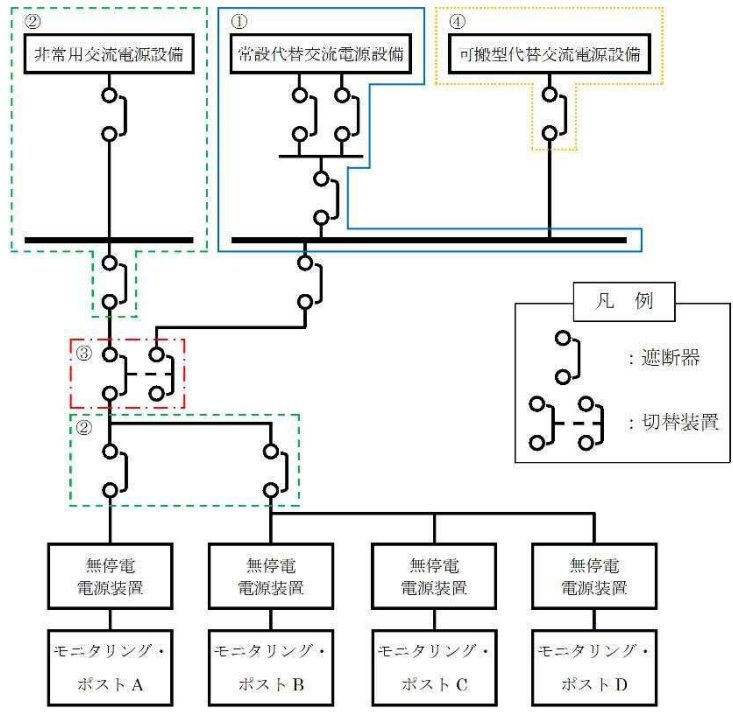 ②
非常用交流電源設備
①
常設代替交流電源設備
④
可搬型代替交流電源設備
凡 例
：遮断器
：切替装置
③
②
無停電
電源装置
無停電
電源装置
無停電
電源装置
無停電
電源装置
モニタリング・
ポスト A
モニタリング・
ポスト B
モニタリング・
ポスト C
モニタリング・
ポスト D